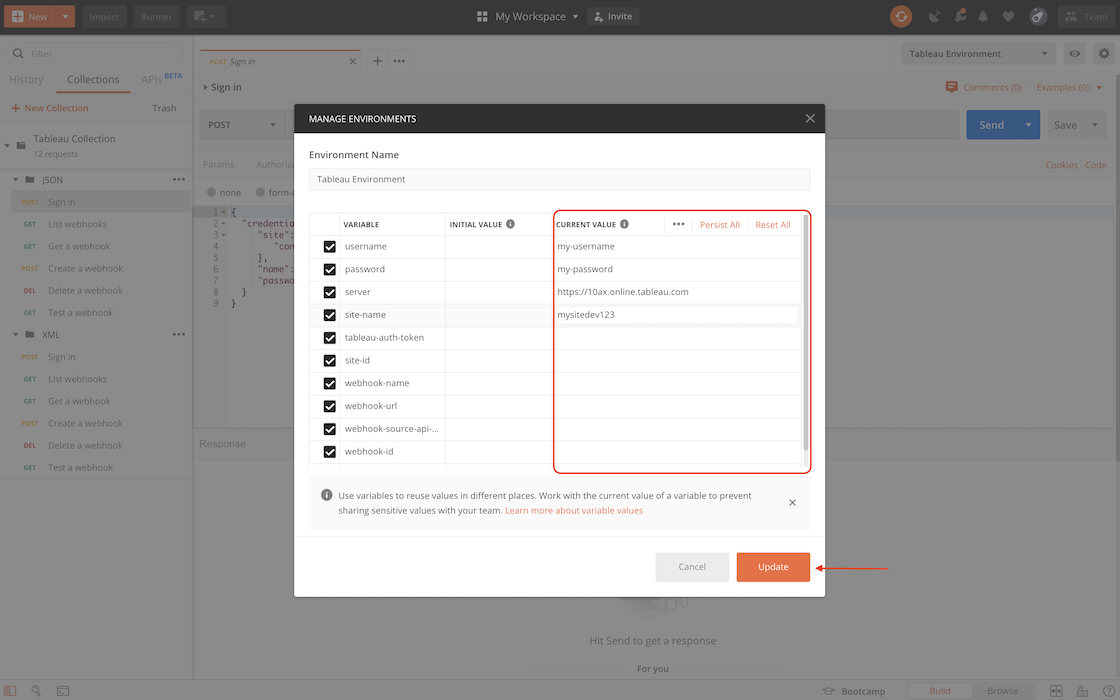 New
Import
Runner
My Workspace
Invite
Team
Filter
History
Collections
APIs BETA
New Collection
Trash
Tableau Collection
12 requests
JSON
POST Sign in
GET List webhooks
GET Get a webhook
POST Create a webhook
DEL Delete a webhook
GET Test a webhook
XML
POST Sign in
GET List webhooks
GET Get a webhook
POST Create a webhook
DEL Delete a webhook
GET Test a webhook
POST Sign in
Tableau Environment
Sign in
Comments (0)
Examples (0)
POST
Send
Save
Params
Cookies Code
none
1 {
2
3 "site":
4
5 },
6 "name":
7
8 }
9 }
Response
MANAGE ENVIRONMENTS
Environment Name
Tableau Environment
VARIABLE INITIAL VALUE CURRENT VALUE Persist All Reset All
username my-username
password my-password
server https://10ax.online.tableau.com
site-name mysitedev123
tableau-auth-token
site-id
webhook-name
webhook-url
webhook-source-api-...
webhook-id
Use variables to reuse values in different places. Work with the current value of a variable to prevent
sharing sensitive values with your team. Learn more about variable values
Cancel
Update
Hit Send to get a response
For you
Bootcamp
Build
Browse